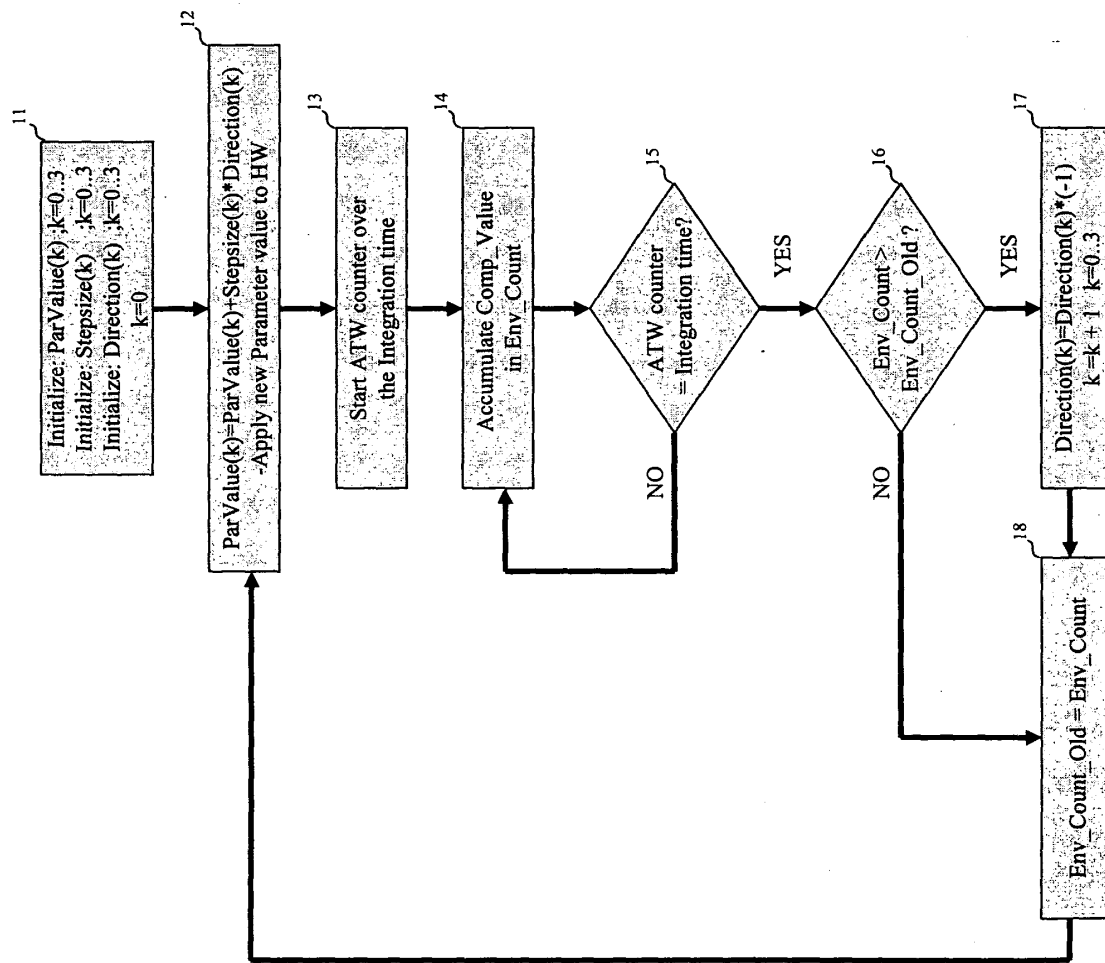 11
Initialize: ParValue(k) ;k=0..3
Initialize: Stepsize(k) ;k=0..3
Initialize: Direction(k) ;k=0..3
k=0
12
ParValue(k)=ParValue(k)+Stepsize(k)*Direction(k)
-Apply new Parameter value to HW
13
Start ATW counter over
the Integration time
14
Accumulate Comp_Value
in Env_Count
15
ATW counter
= Integration time?
NO
YES
16
Env_Count >
Env_Count_Old ?
NO
YES
17
Direction(k)=Direction(k)*(-1)
k =k + 1 k=0..3
18
Env_Count_Old = Env_Count